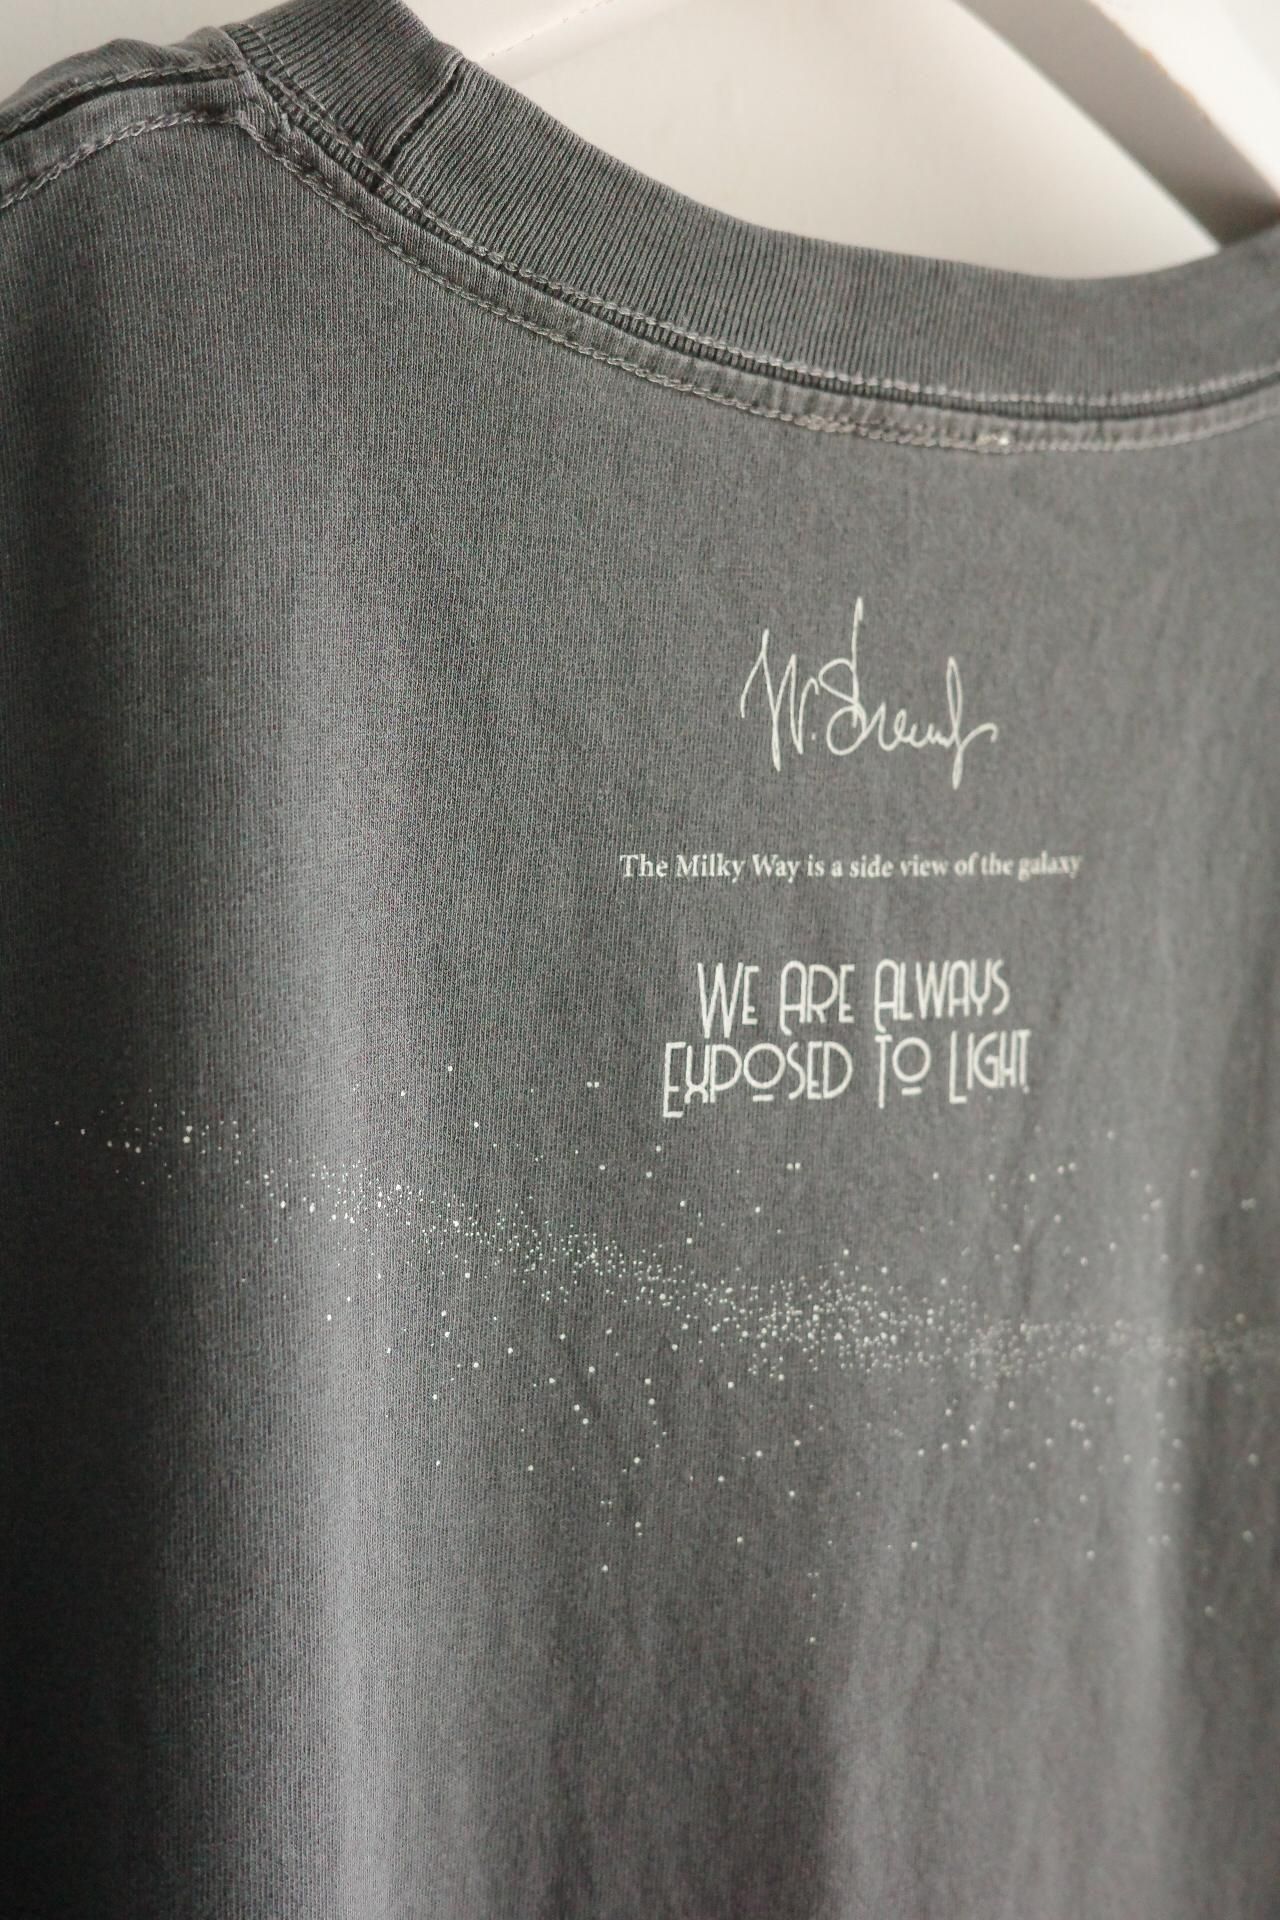 The Milky Way is a side view of the galaxy
WE ARE ALWAYS
EXPOSED TO LIGHT